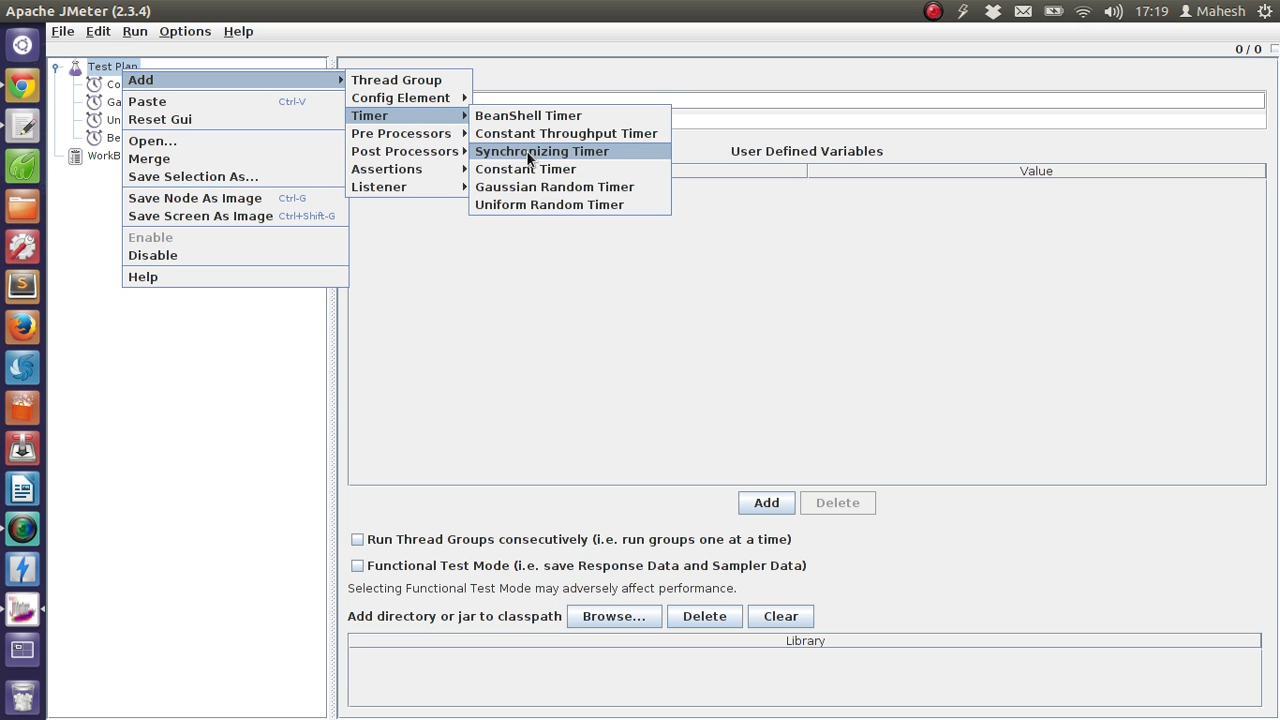 Apache JMeter (2.3.4)
17:19 Mahesh
File Edit Run Options Help
0 / 0
Test Plan
Co
Ga
Un
Be
WorkB
Add
Paste Ctrl-V
Reset Gui
Open...
Merge
Save Selection As...
Save Node As Image Ctrl-G
Save Screen As Image Ctrl+Shift-G
Enable
Disable
Help
Thread Group
Config Element
Timer
Pre Processors
Post Processors
Assertions
Listener
BeanShell Timer
Constant Throughput Timer
Synchronizing Timer
Constant Timer
Gaussian Random Timer
Uniform Random Timer
User Defined Variables
Value
Add Delete
Run Thread Groups consecutively (i.e. run groups one at a time)
Functional Test Mode (i.e. save Response Data and Sampler Data)
Selecting Functional Test Mode may adversely affect performance.
Add directory or jar to classpath Browse... Delete Clear
Library